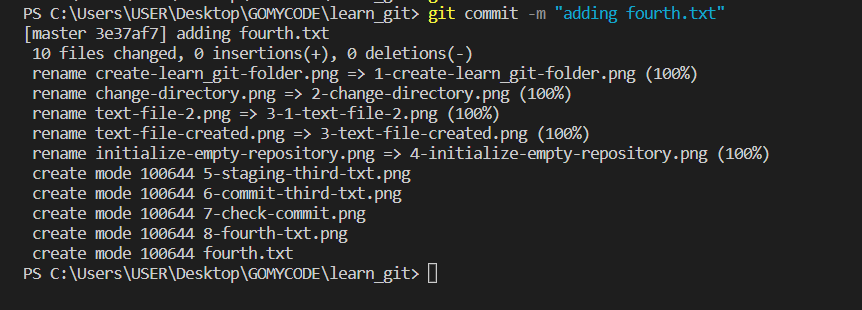 PS C:\Users\USER\Desktop\GOMYCODE\learn_git> git commit -m "adding fourth.txt"
[master 3e37af7] adding fourth.txt
 10 files changed, 0 insertions(+), 0 deletions(-)
 rename create-learn_git-folder.png => 1-create-learn_git-folder.png (100%)
 rename change-directory.png => 2-change-directory.png (100%)
 rename text-file-2.png => 3-1-text-file-2.png (100%)
 rename text-file-created.png => 3-text-file-created.png (100%)
 rename initialize-empty-repository.png => 4-initialize-empty-repository.png (100%)
 create mode 100644 5-staging-third-txt.png
 create mode 100644 6-commit-third-txt.png
 create mode 100644 7-check-commit.png
 create mode 100644 8-fourth-txt.png
 create mode 100644 fourth.txt
PS C:\Users\USER\Desktop\GOMYCODE\learn_git>